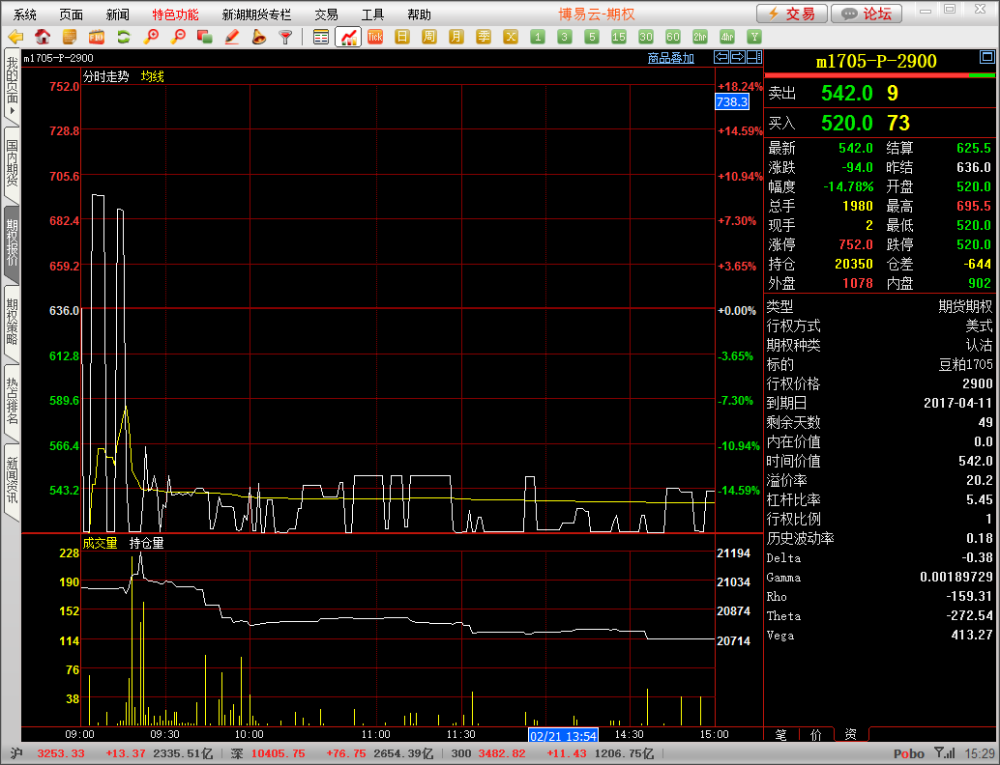 系统 页面 新闻 特色功能 新湖期货专栏 交易 工具 帮助 博易云-期权 交易 论坛
F10 Tick 日 周 月 季 X 1 3 5 15 30 60 2hr 4hr Y
我的页面
国内期货
期权报价
期权策略
热点排名
新闻资讯
m1705-P-2900 商品叠加
分时走势 均线
752.0 +18.24%
738.3
728.8 +14.59%
705.6 +10.94%
682.4 +7.30%
659.2 +3.65%
636.0 +0.00%
612.8 -3.65%
589.6 -7.30%
566.4 -10.94%
543.2 -14.59%
成交量 持仓量
228 21194
190 21034
152 20874
114 20714
76
38
09:00 09:30 10:00 11:00 11:30 02/21 13:54 14:30 15:00
m1705-P-2900
卖出 542.0 9
买入 520.0 73
最新 542.0 结算 625.5
涨跌 -94.0 昨结 636.0
幅度 -14.78% 开盘 520.0
总手 1980 最高 695.5
现手 2 最低 520.0
涨停 752.0 跌停 520.0
持仓 20350 仓差 -644
外盘 1078 内盘 902
类型 期货期权
行权方式 美式
期权种类 认沽
标的 豆粕1705
行权价格 2900
到期日 2017-04-11
剩余天数 49
内在价值 0.0
时间价值 542.0
溢价率 20.2
杠杆比率 5.45
行权比例 1
历史波动率 0.18
Delta -0.38
Gamma 0.00189729
Rho -159.31
Theta -272.54
Vega 413.27
笔 价 资
沪 3253.33 +13.37 2335.51亿 深 10405.75 +76.75 2654.39亿 300 3482.82 +11.43 1206.75亿 Pobo 15:29